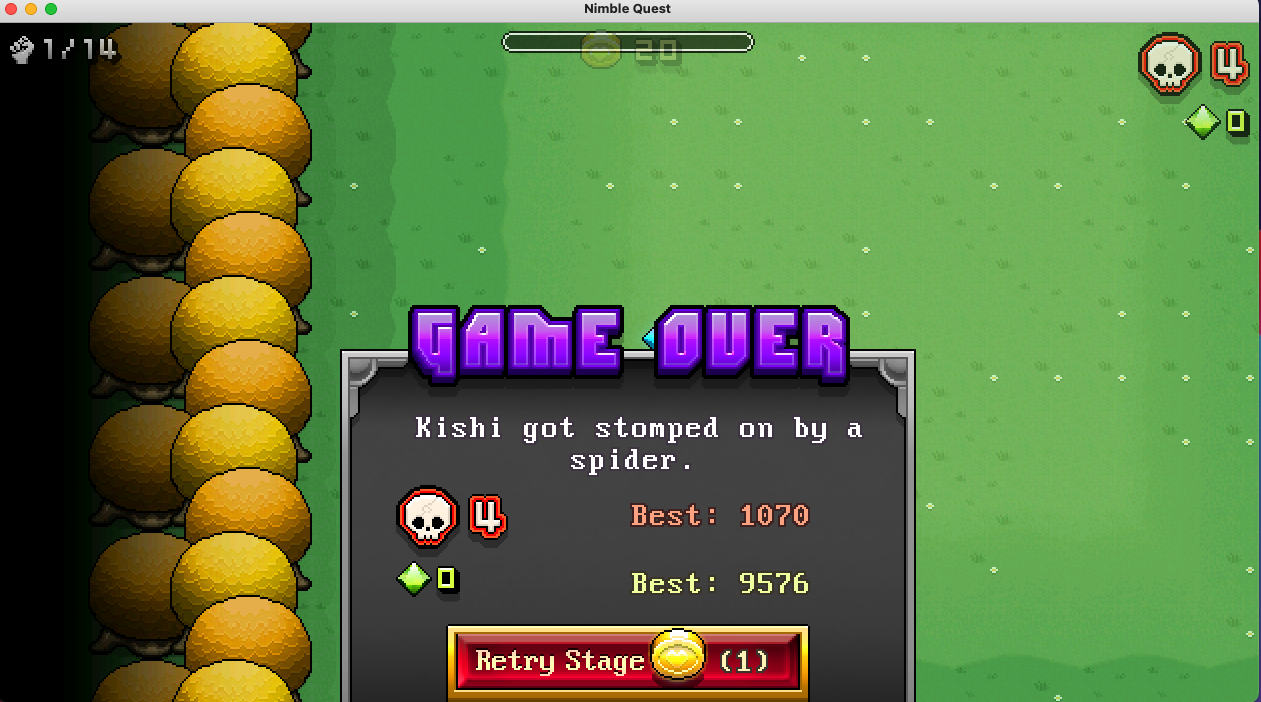 Nimble Quest
1/14
20
4
0
GAME OVER
Kishi got stomped on by a
spider.
4
Best: 1070
0
Best: 9576
Retry Stage (1)